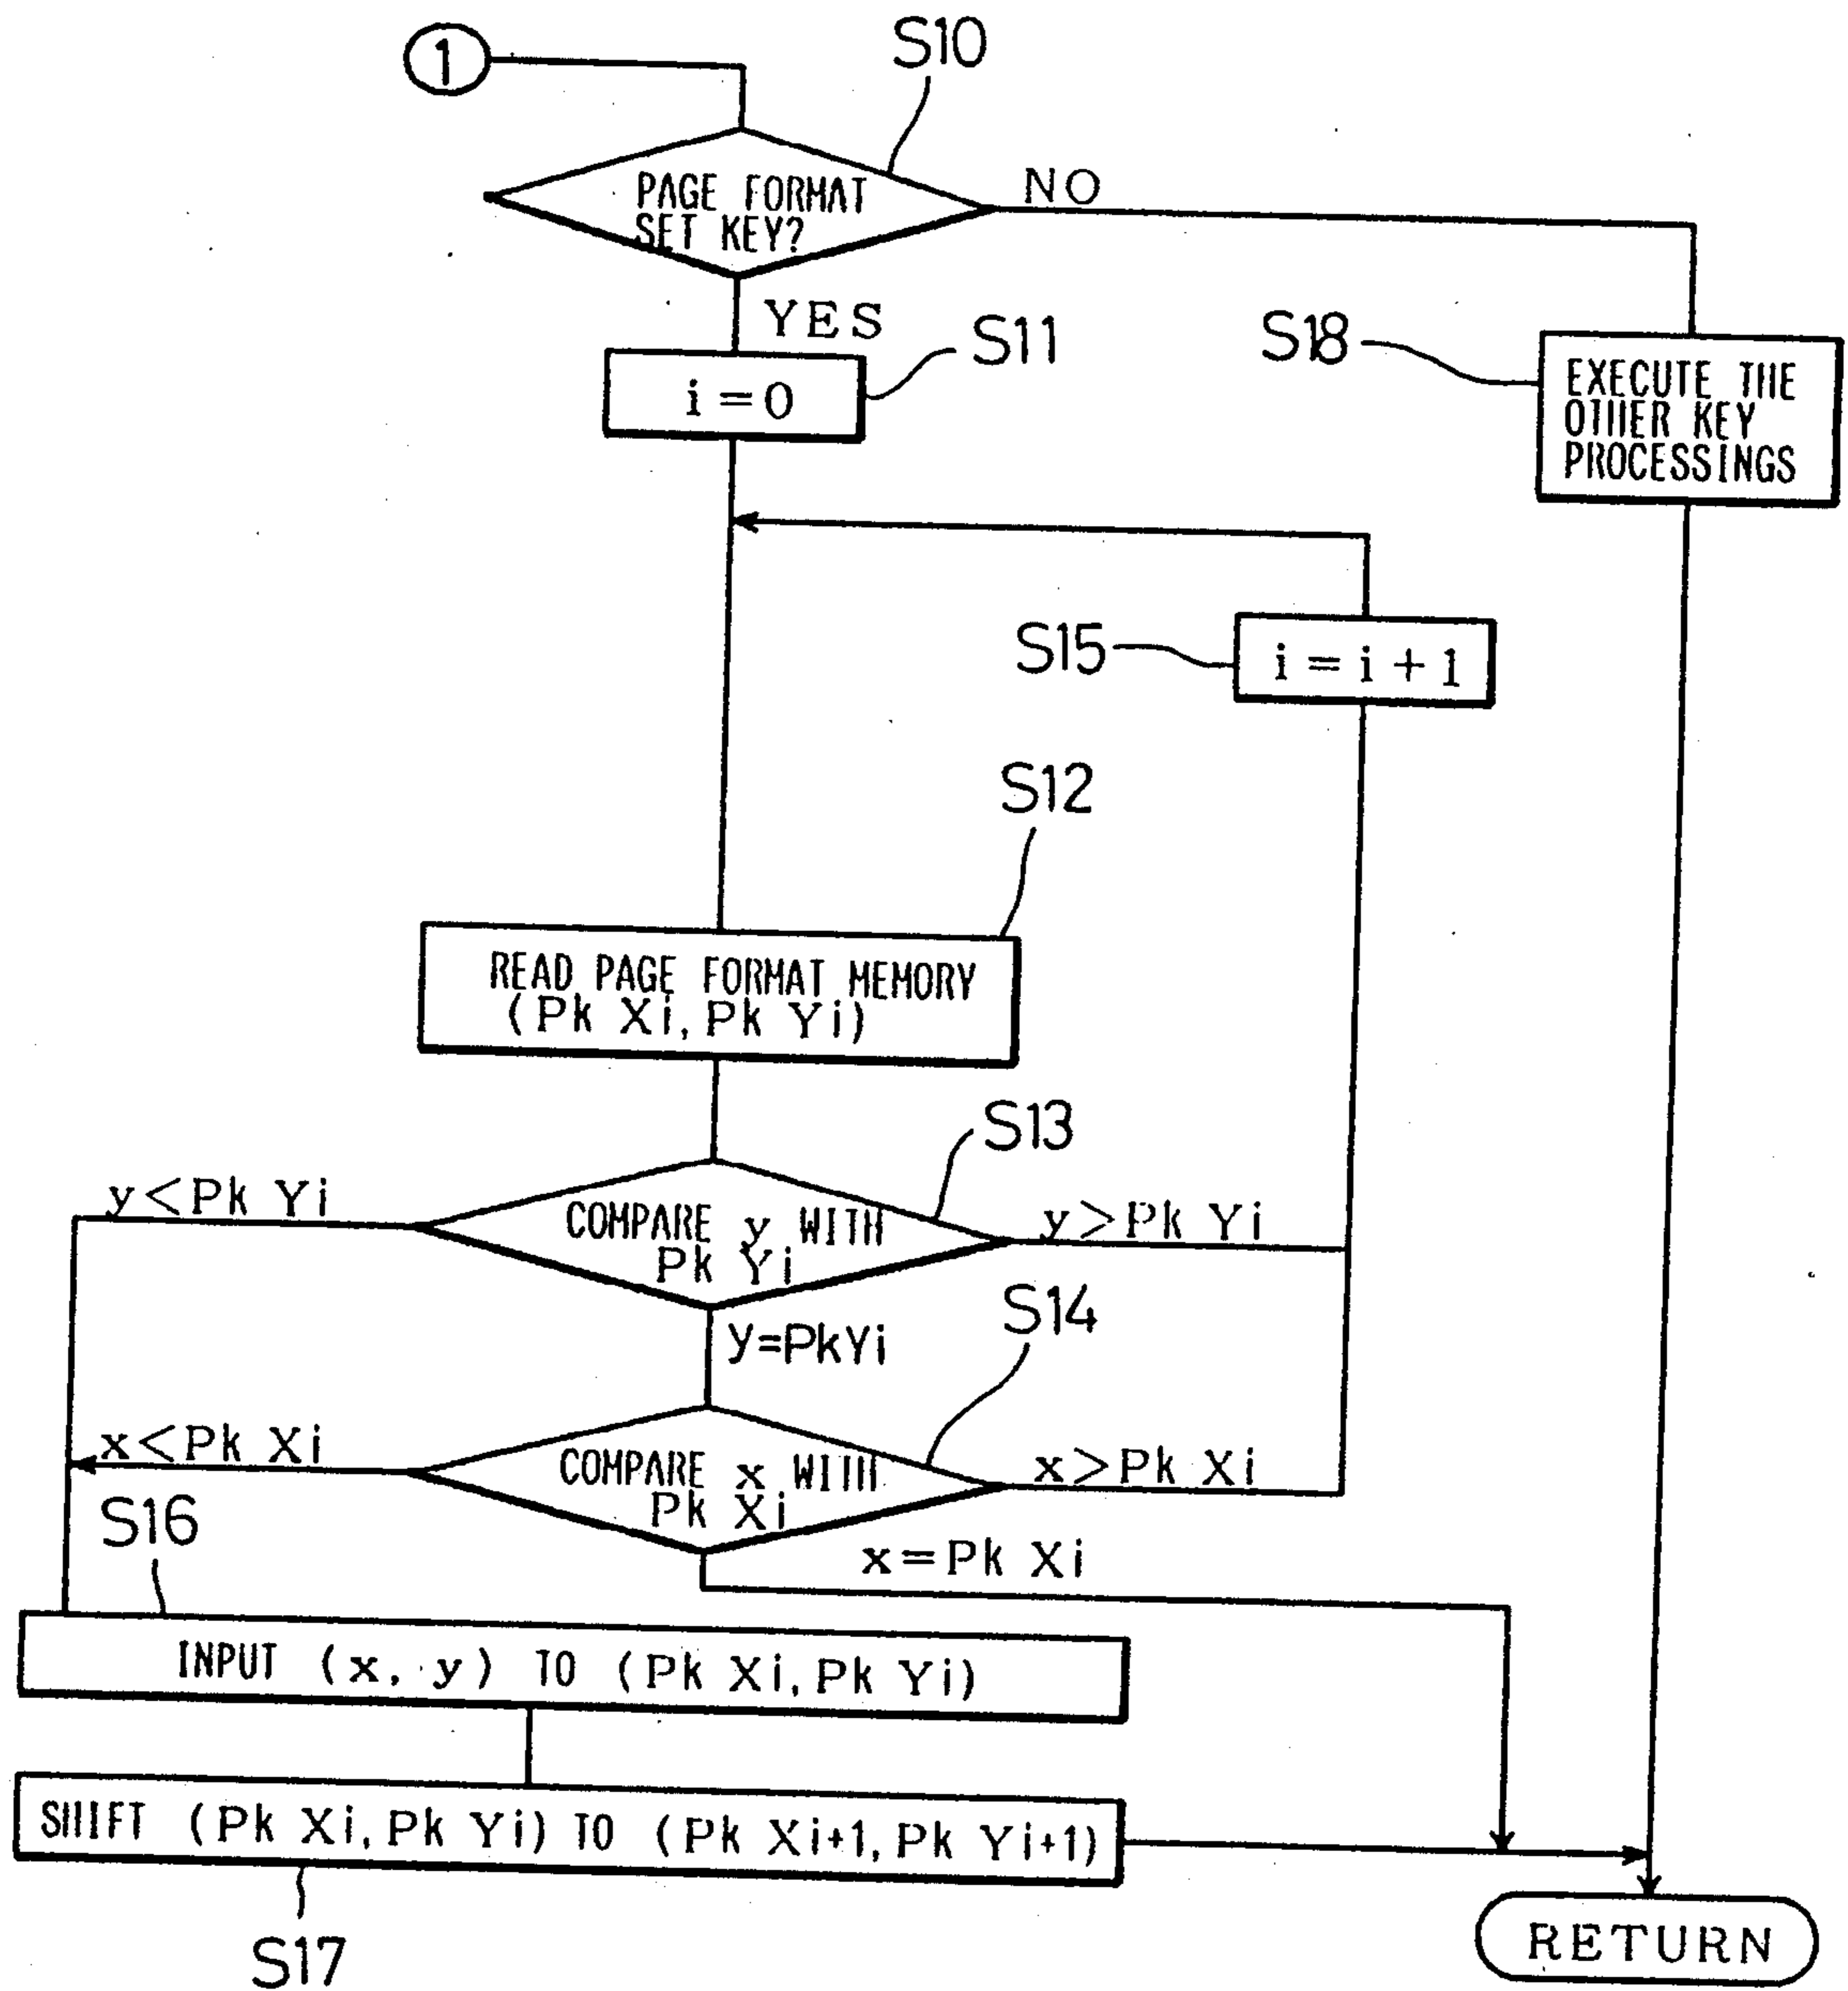 1
S10
PAGE FORMAT
SET KEY?
NO
YES
S11
i=0
S18
EXECUTE THE
OTHER KEY
PROCESSINGS
S15
i=i+1
S12
READ PAGE FORMAT MEMORY
(Pk Xi, Pk Yi)
S13
y<Pk Yi
COMPARE y WITH
Pk Yi
y>Pk Yi
S14
y=PkYi
x<Pk Xi
COMPARE x WITH
Pk Xi
x>Pk Xi
S16
x=Pk Xi
INPUT (x, y) TO (Pk Xi, Pk Yi)
SHIFT (Pk Xi, Pk Yi) TO (Pk Xi+1, Pk Yi+1)
S17
RETURN